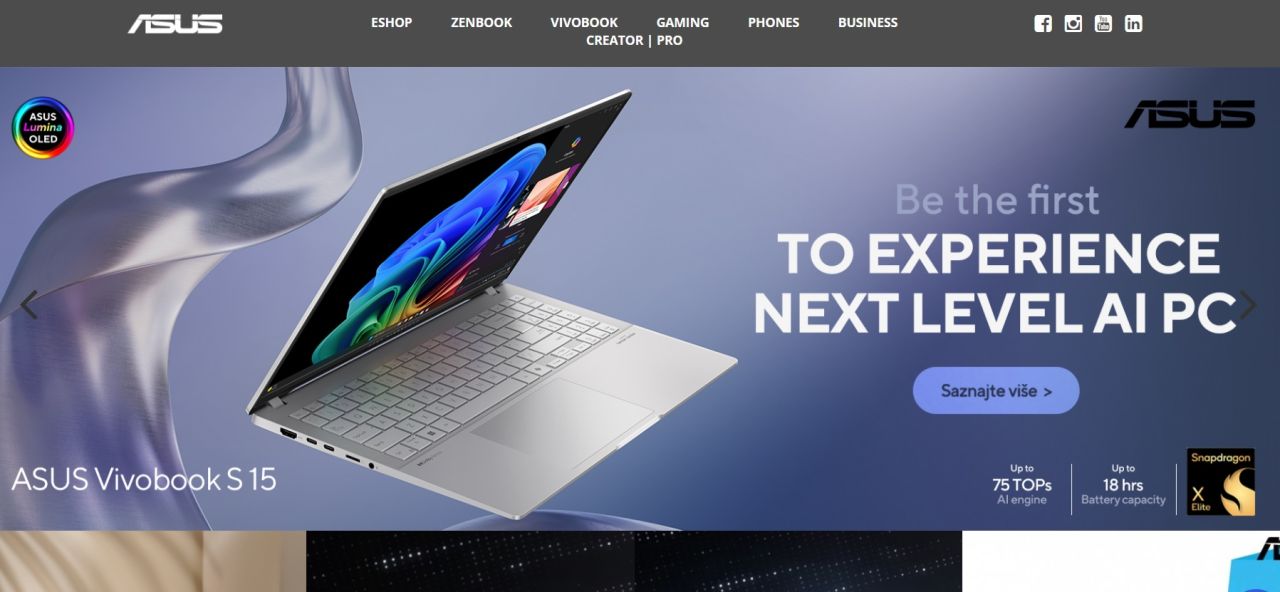 ASUS
ESHOP ZENBOOK VIVOBOOK GAMING PHONES BUSINESS
CREATOR | PRO
ASUS
Lumina
OLED
ASUS
Be the first
TO EXPERIENCE
NEXT LEVEL AI PC
Saznajte više >
ASUS Vivobook S 15
Up to
75 TOPs
AI engine
Up to
18 hrs
Battery capacity
Snapdragon
X
Elite